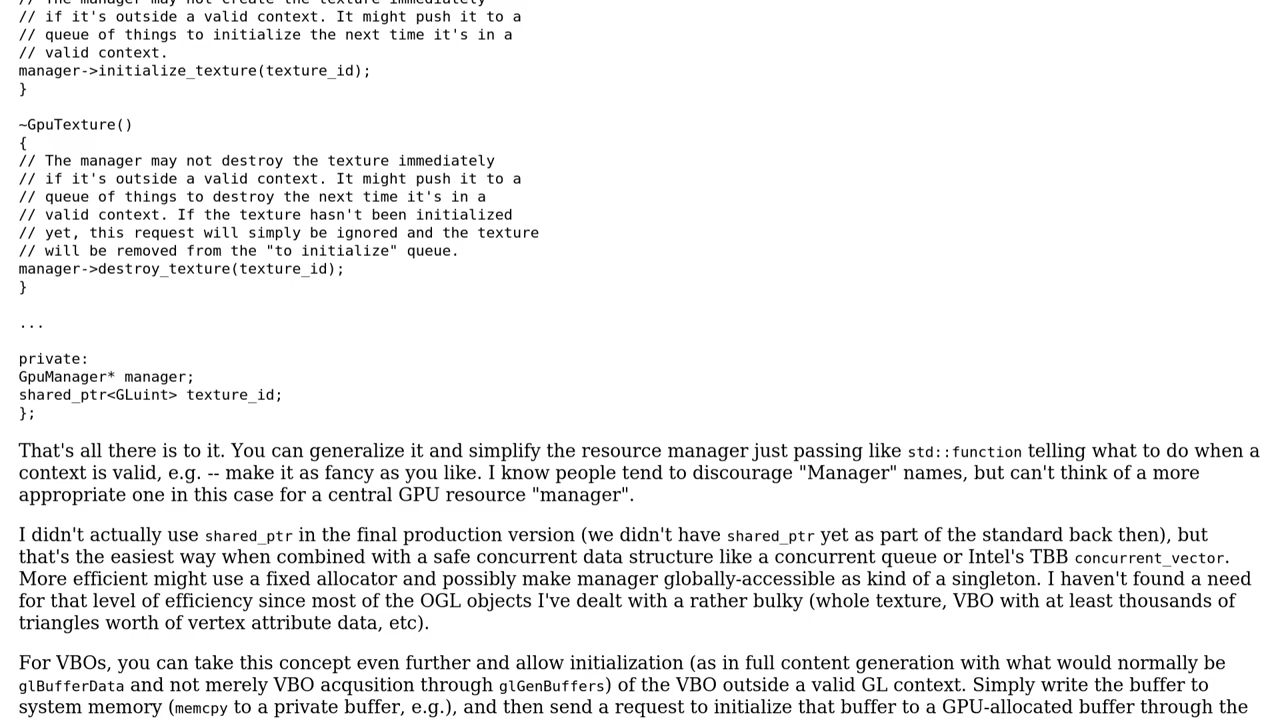 // The manager may not create the texture immediately
// if it's outside a valid context. It might push it to a
// queue of things to initialize the next time it's in a
// valid context.
manager->initialize_texture(texture_id);
}
~GpuTexture()
{
// The manager may not destroy the texture immediately
// if it's outside a valid context. It might push it to a
// queue of things to destroy the next time it's in a
// valid context. If the texture hasn't been initialized
// yet, this request will simply be ignored and the texture
// will be removed from the "to initialize" queue.
manager->destroy_texture(texture_id);
}
...
private:
GpuManager* manager;
shared_ptr<GLuint> texture_id;
};
That's all there is to it. You can generalize it and simplify the resource manager just passing like std::function telling what to do when a
context is valid, e.g. -- make it as fancy as you like. I know people tend to discourage "Manager" names, but can't think of a more
appropriate one in this case for a central GPU resource "manager".
I didn't actually use shared_ptr in the final production version (we didn't have shared_ptr yet as part of the standard back then), but
that's the easiest way when combined with a safe concurrent data structure like a concurrent queue or Intel's TBB concurrent_vector.
More efficient might use a fixed allocator and possibly make manager globally-accessible as kind of a singleton. I haven't found a need
for that level of efficiency since most of the OGL objects I've dealt with a rather bulky (whole texture, VBO with at least thousands of
triangles worth of vertex attribute data, etc).
For VBOs, you can take this concept even further and allow initialization (as in full content generation with what would normally be
glBufferData and not merely VBO acqusition through glGenBuffers) of the VBO outside a valid GL context. Simply write the buffer to
system memory (memcpy to a private buffer, e.g.), and then send a request to initialize that buffer to a GPU-allocated buffer through the